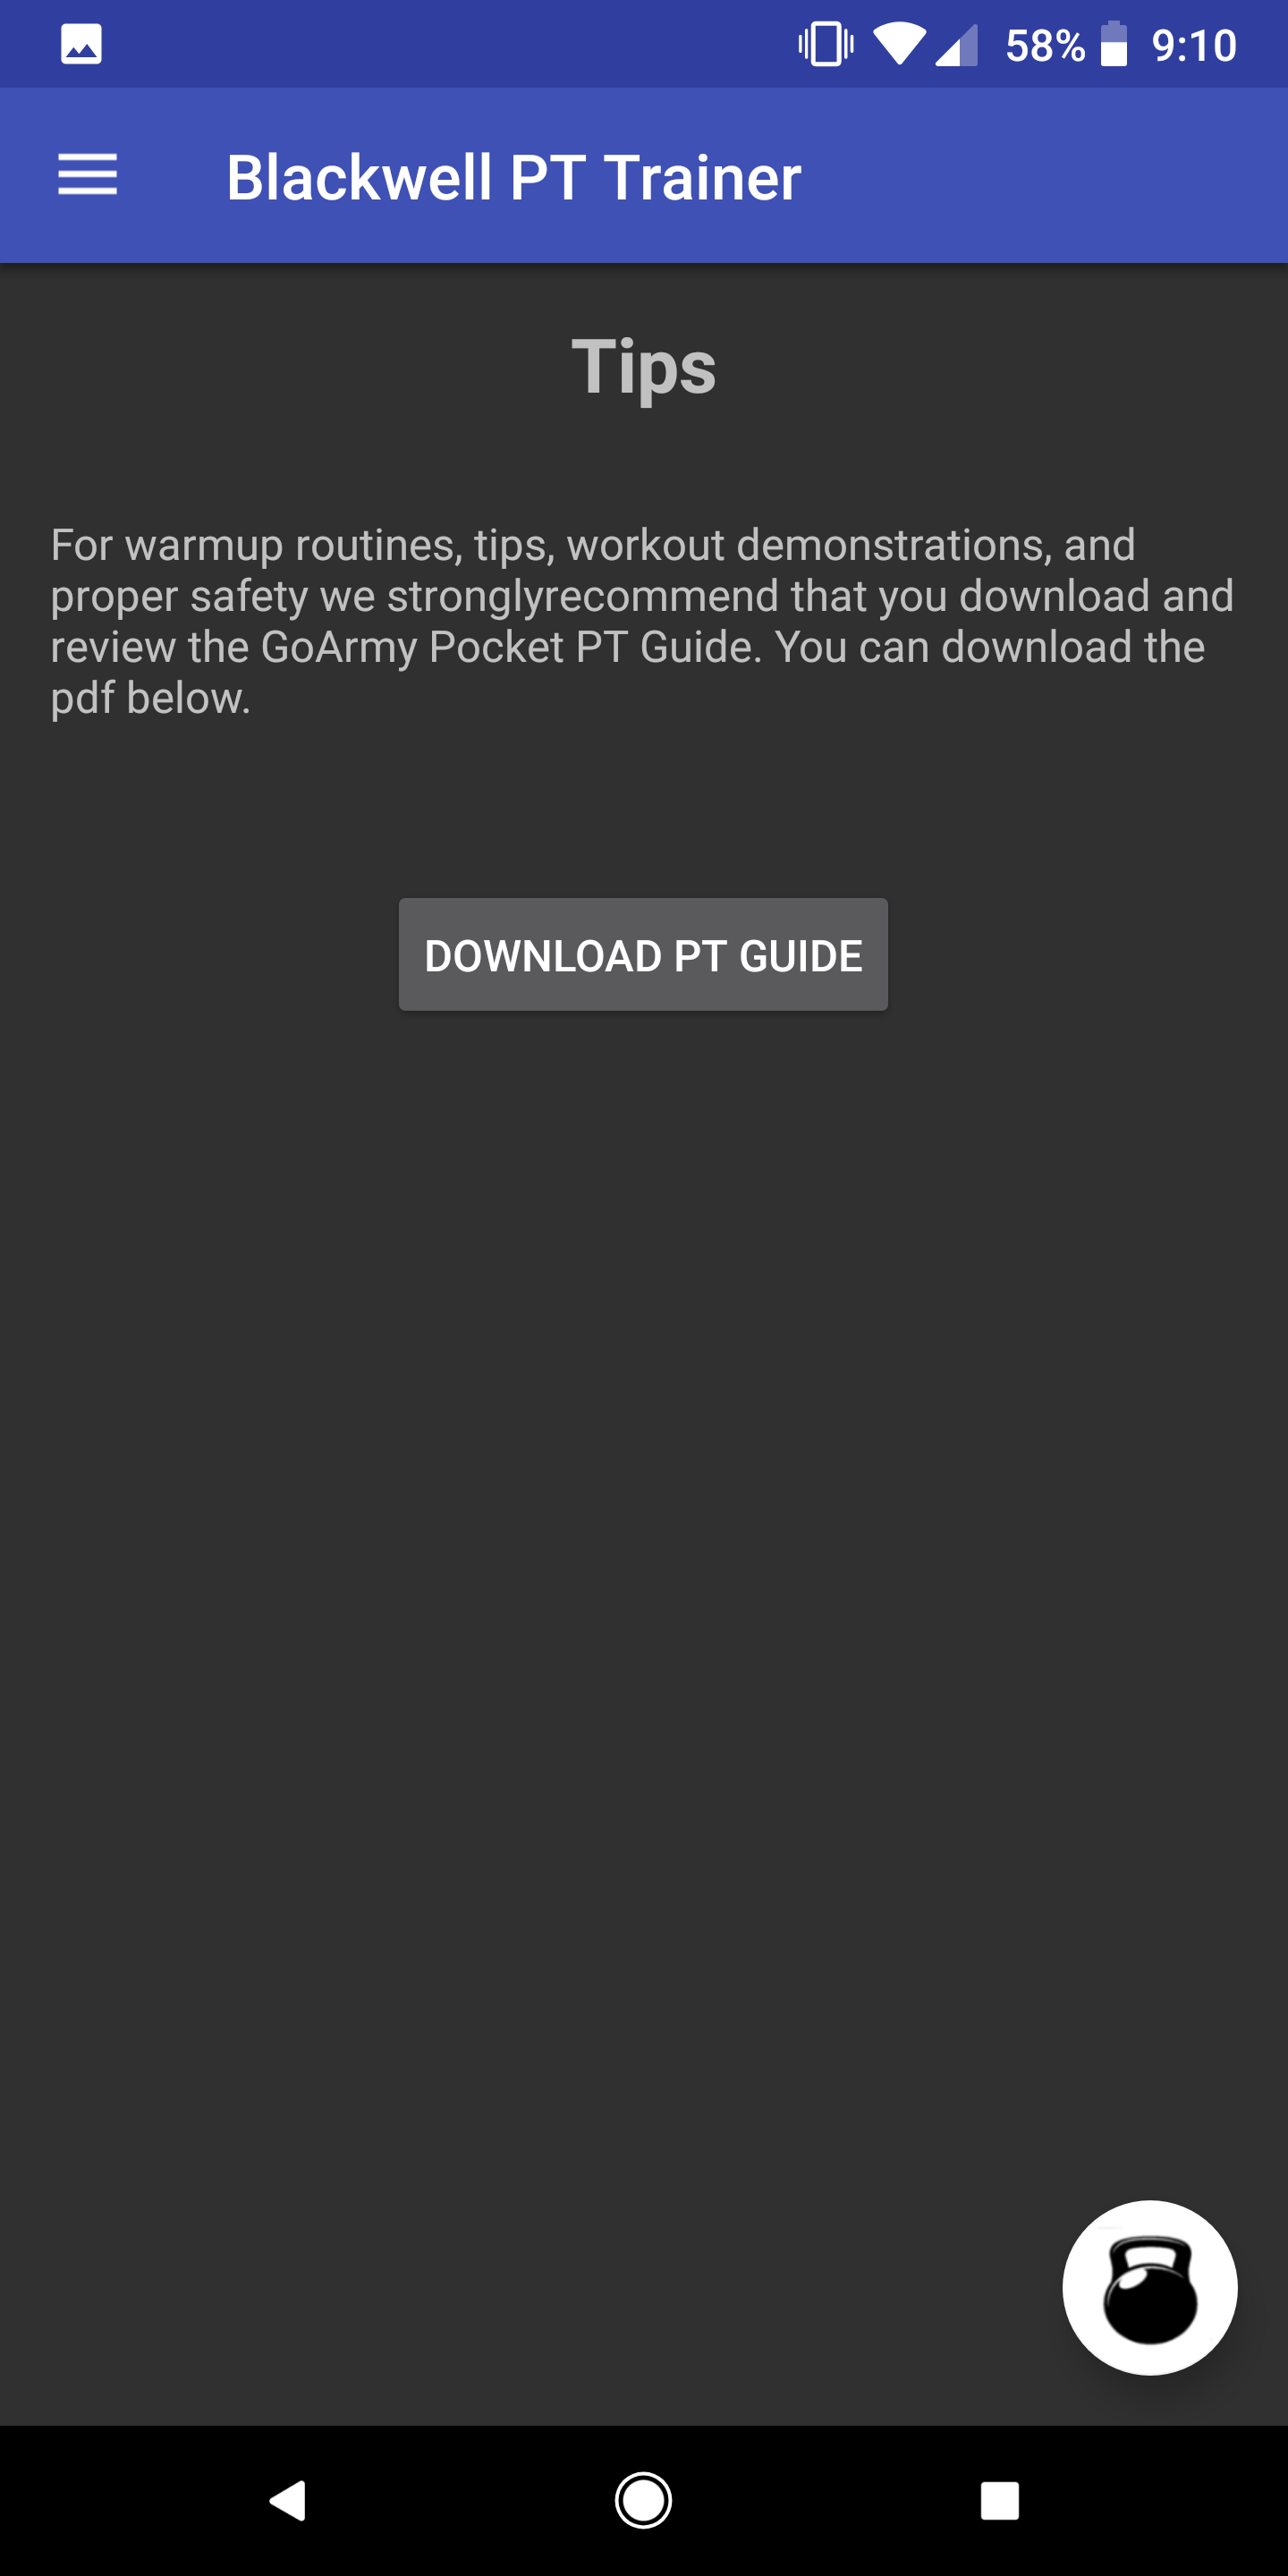 58% 9:10
Blackwell PT Trainer
Tips
For warmup routines, tips, workout demonstrations, and
proper safety we stronglyrecommend that you download and
review the GoArmy Pocket PT Guide. You can download the
pdf below.
DOWNLOAD PT GUIDE